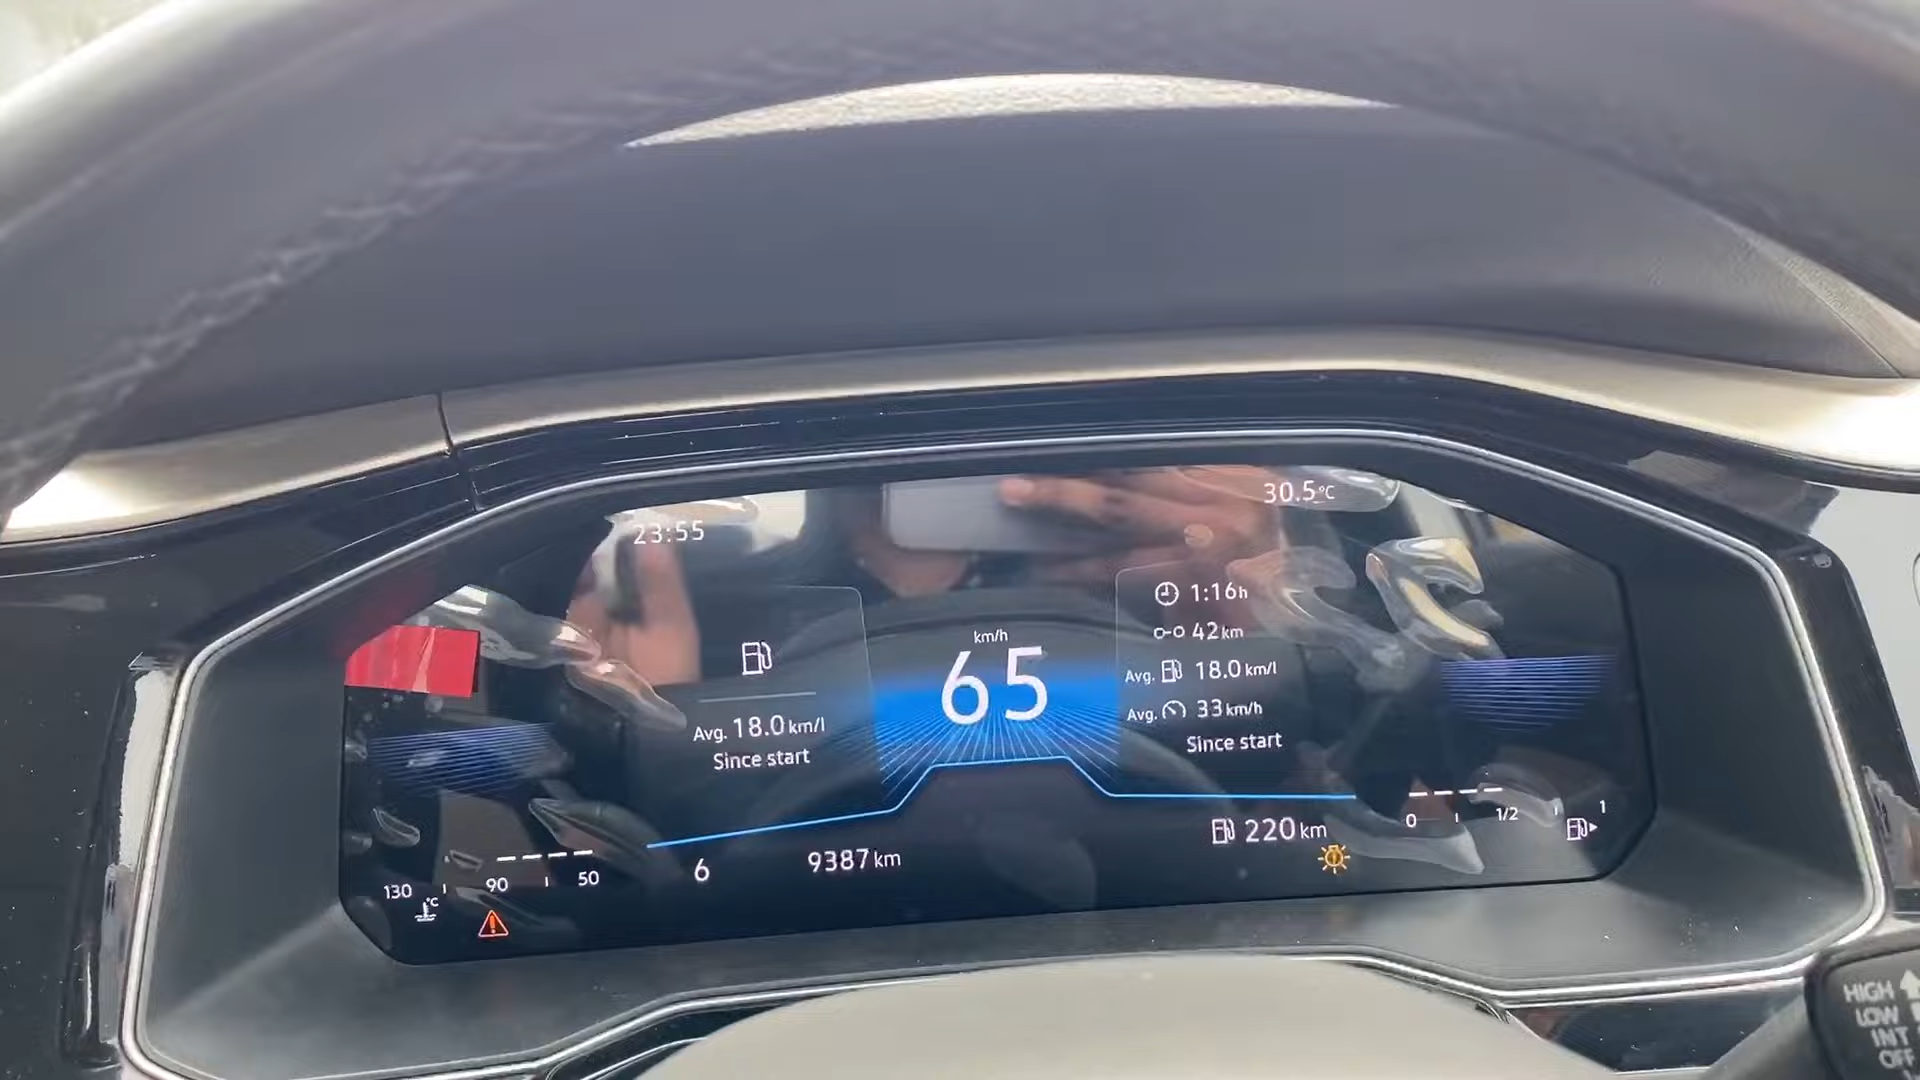 30.5°C
23:55
km/h
65
Avg. 18.0 km/l
Since start
1:16h
42 km
Avg. 18.0 km/l
Avg. 33 km/h
Since start
0 1/2 1
220 km
6
9387 km
130 90 50
°C
HIGH
LOW
INT
OFF